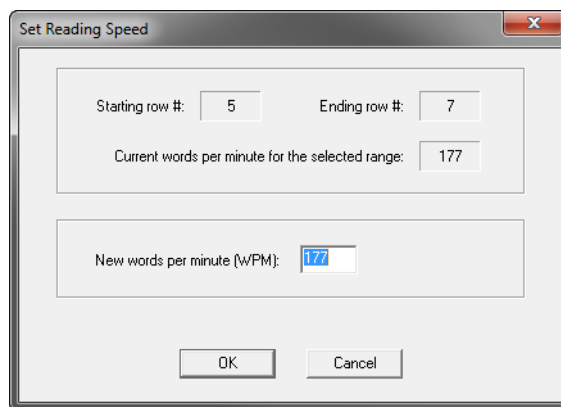 Set Reading Speed
Starting row #: 5 Ending row #: 7
Current words per minute for the selected range: 177
New words per minute (WPM): 177
OK Cancel